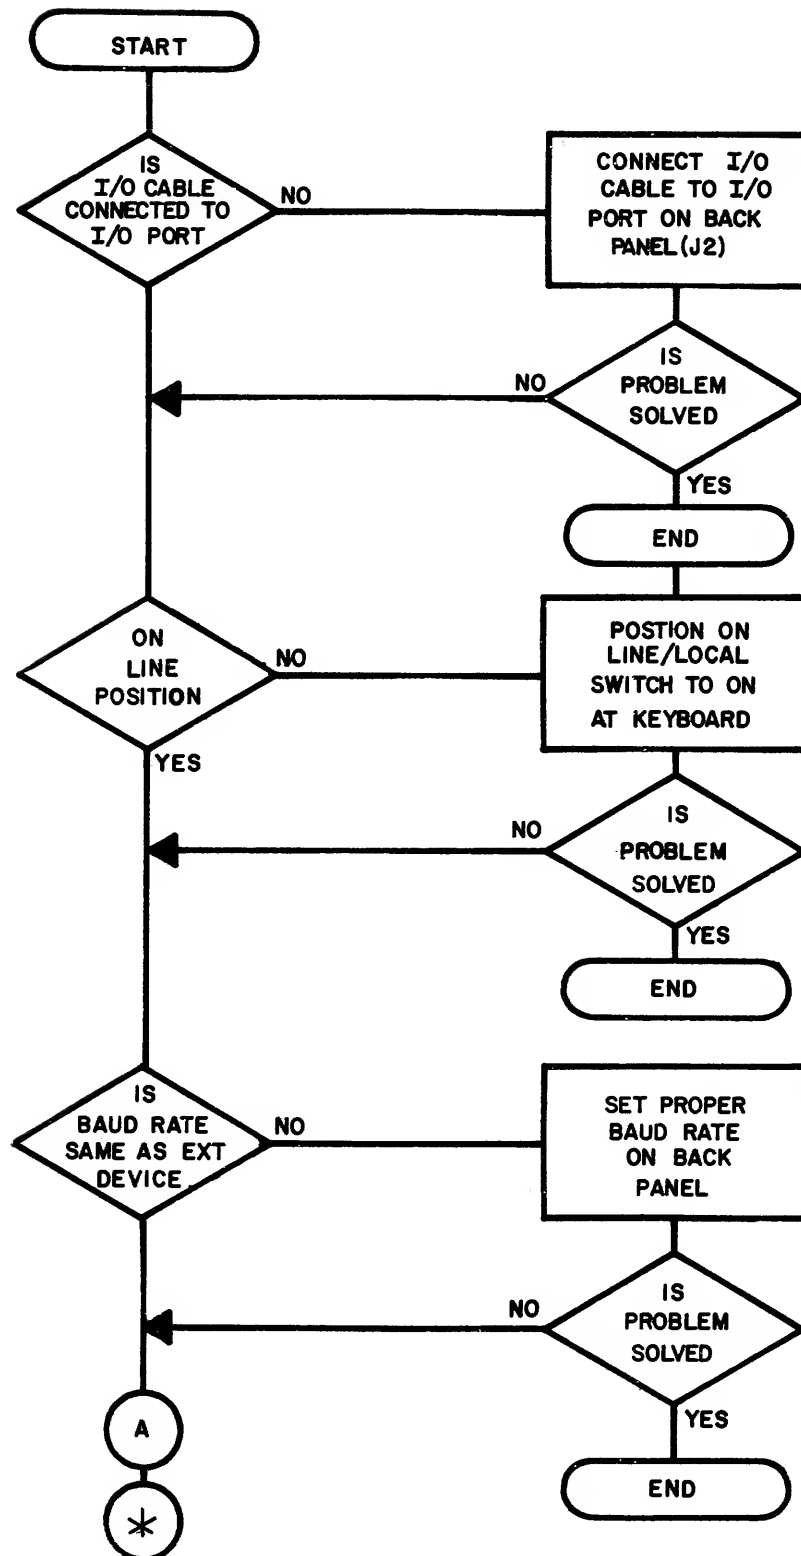 START
IS
I/O CABLE
CONNECTED TO
I/O PORT
NO
CONNECT I/O
CABLE TO I/O
PORT ON BACK
PANEL(J2)
IS
PROBLEM
SOLVED
NO
YES
END
ON
LINE
POSITION
NO
YES
POSTION ON
LINE/LOCAL
SWITCH TO ON
AT KEYBOARD
IS
PROBLEM
SOLVED
NO
YES
END
IS
BAUD RATE
SAME AS EXT
DEVICE
NO
SET PROPER
BAUD RATE
ON BACK
PANEL
IS
PROBLEM
SOLVED
NO
YES
END
A
*